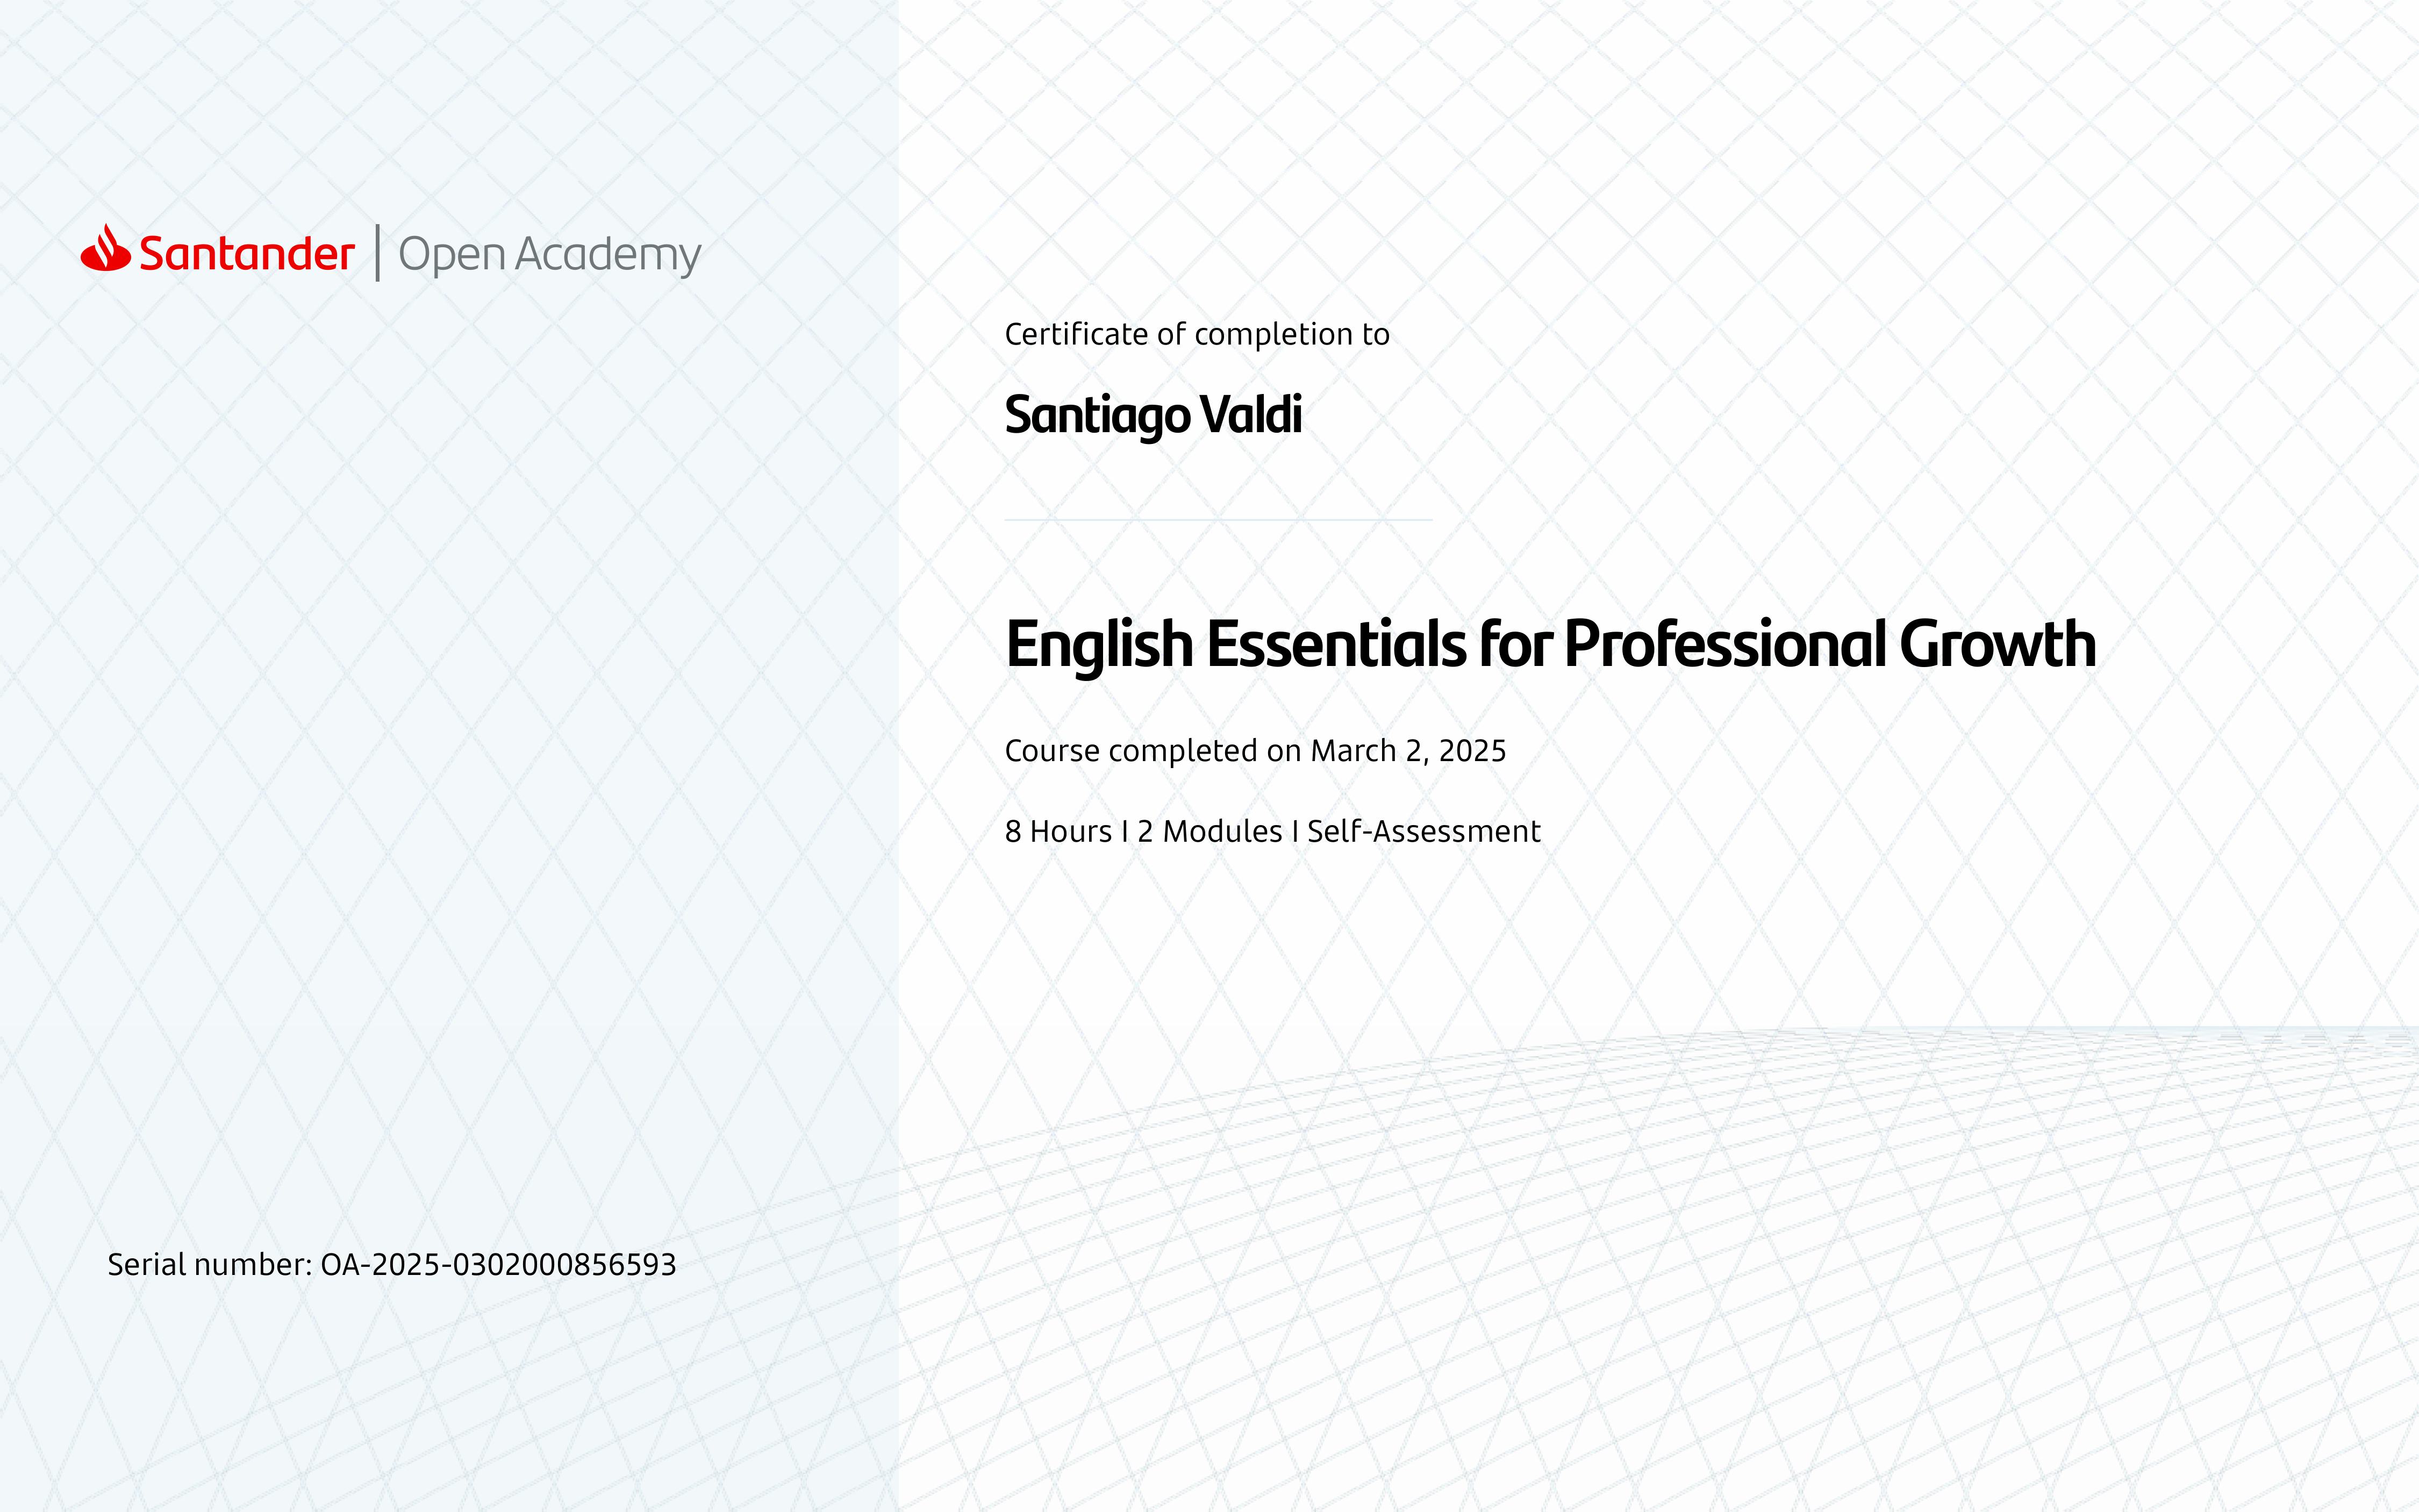 Santander | Open Academy
Certificate of completion to
Santiago Valdi
English Essentials for Professional Growth
Course completed on March 2, 2025
8 Hours I 2 Modules I Self-Assessment
Serial number: OA-2025-0302000856593